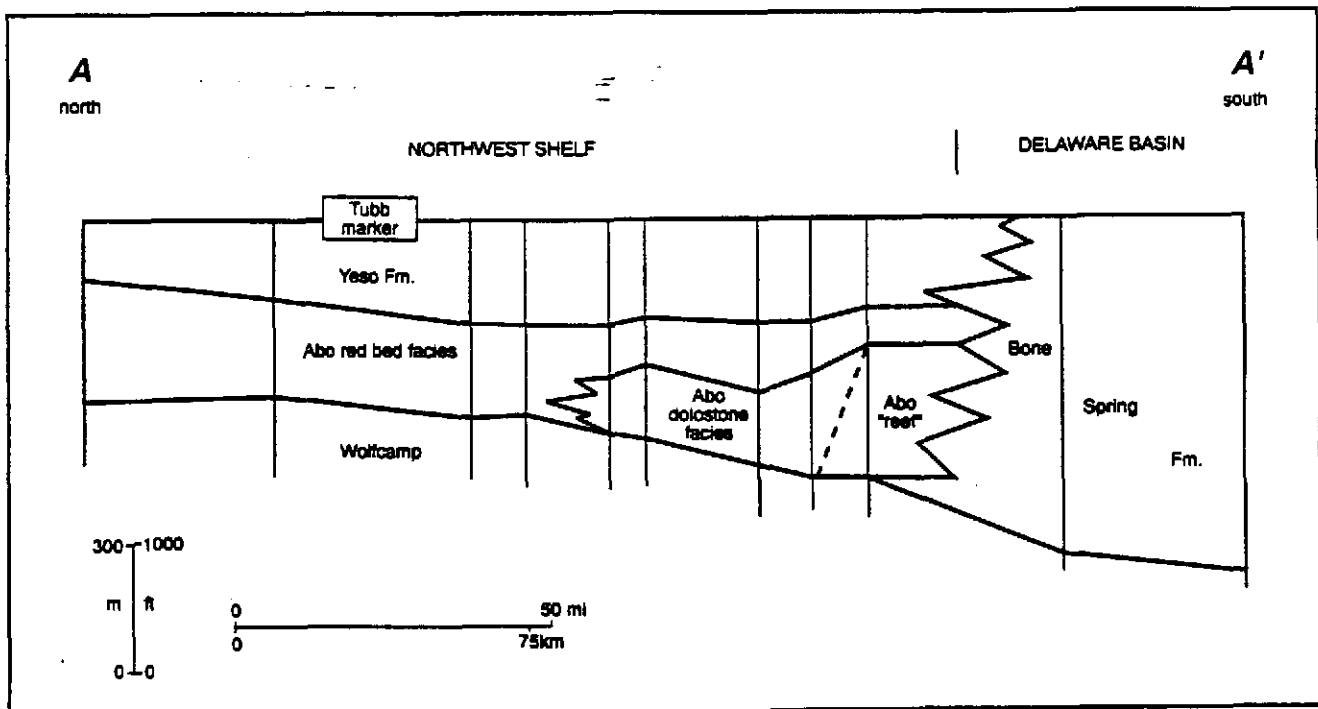 A
north
A'
south
NORTHWEST SHELF
DELAWARE BASIN
Tubb
marker
Yeso Fm.
Abo red bed facies
Wolfcamp
Abo
dolostone
facies
Abo
"reef"
Bone
Spring
Fm.
300 1000
m ft
0 0
0 50 mi
0 75km